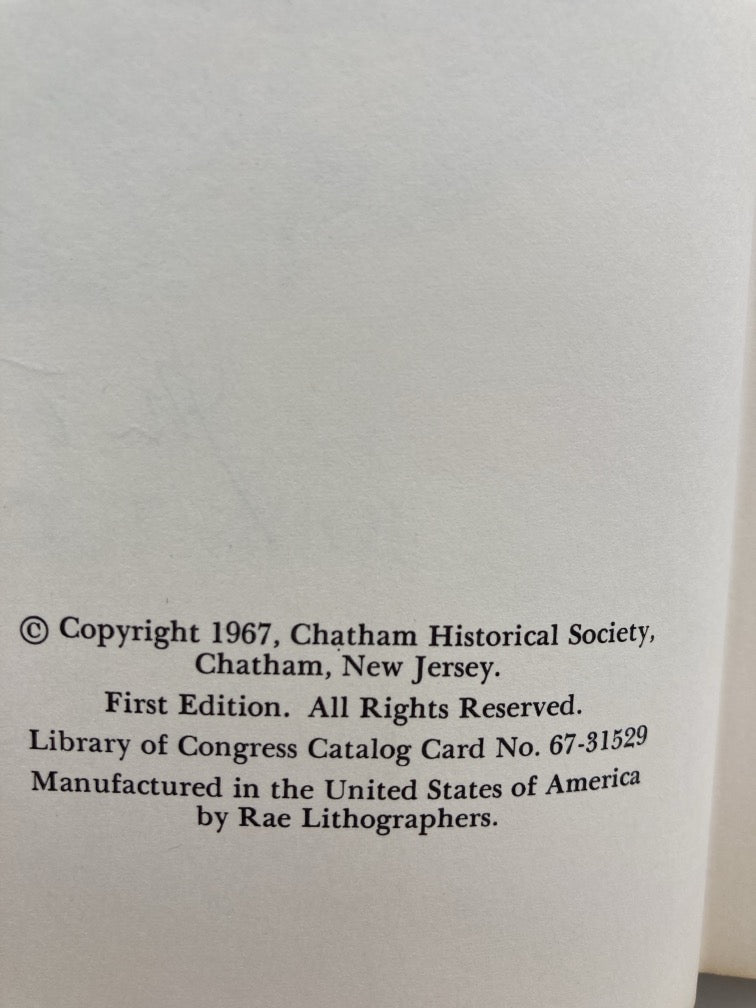 © Copyright 1967, Chatham Historical Society,
Chatham, New Jersey.
First Edition. All Rights Reserved.
Library of Congress Catalog Card No. 67-31529
Manufactured in the United States of America
by Rae Lithographers.